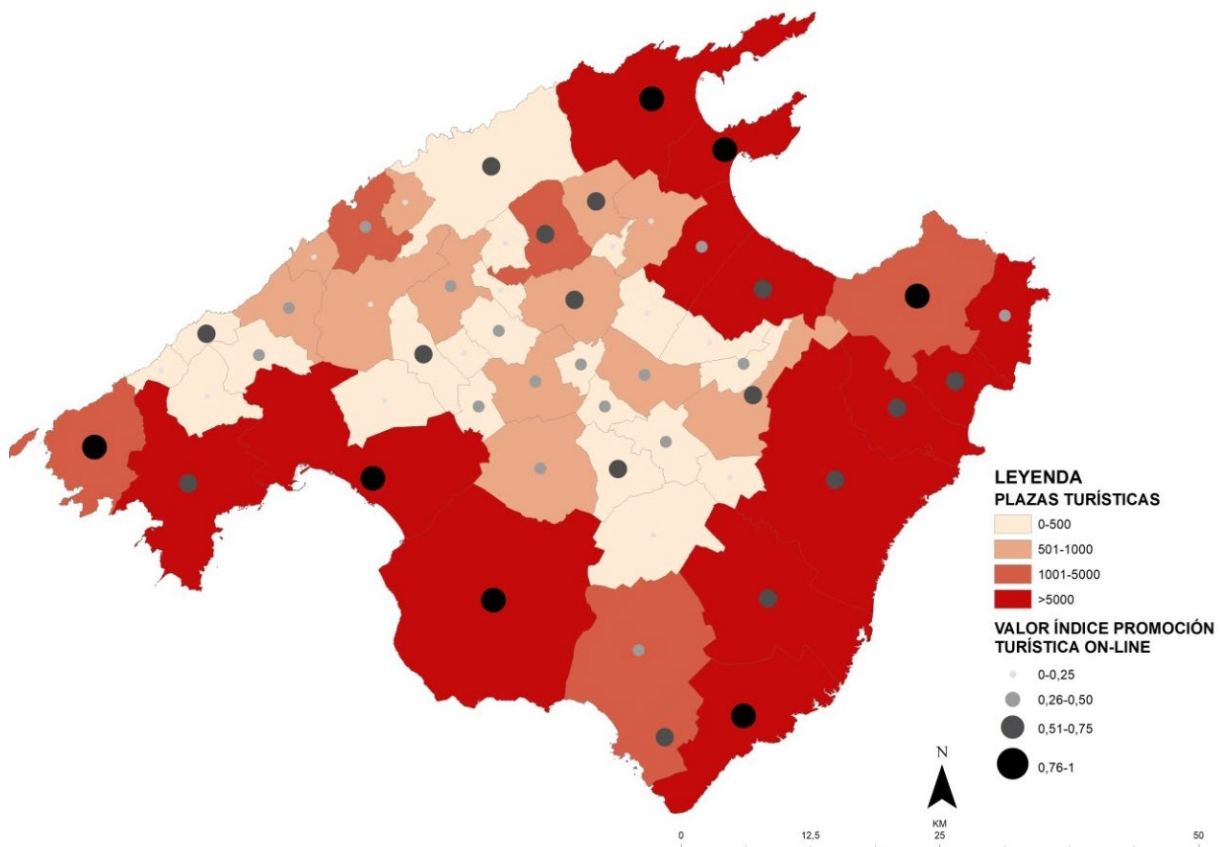 LEYENDA
PLAZAS TURÍSTICAS
0-500
501-1000
1001-5000
>5000
VALOR ÍNDICE PROMOCIÓN
TURÍSTICA ON-LINE
0-0,25
0,26-0,50
0,51-0,75
0,76-1
N
KM
0 12,5 25 50